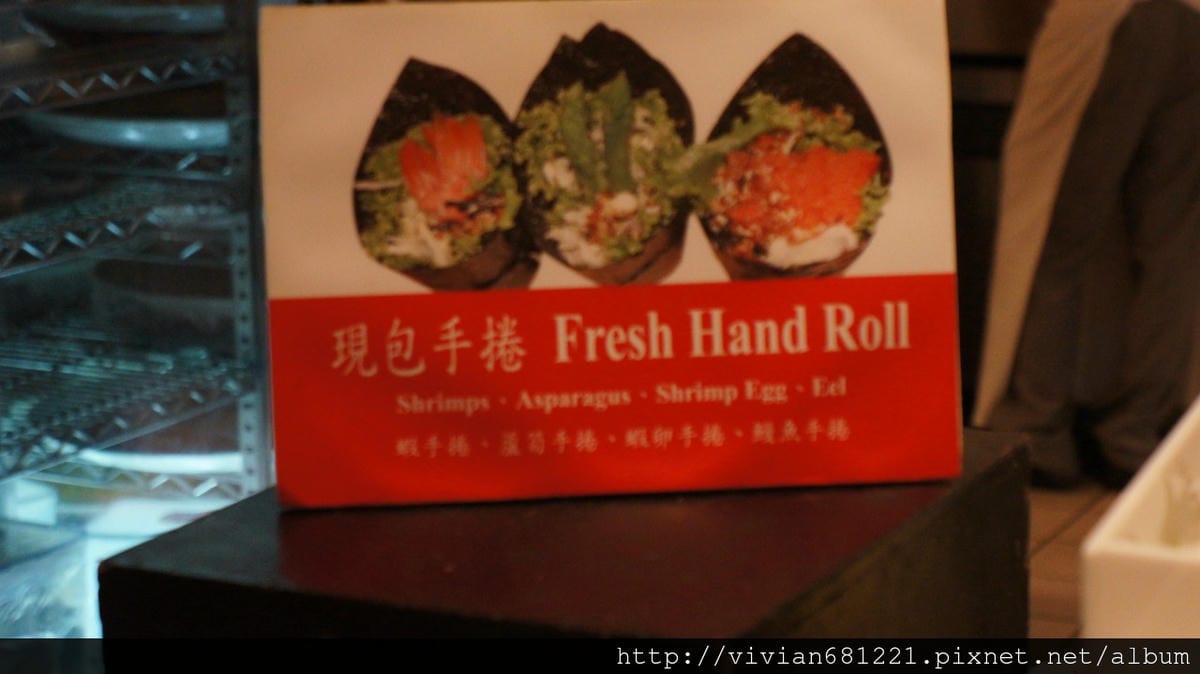 現包手捲 Fresh Hand Roll
Shrimps、Asparagus、Shrimp Egg、Eel
蝦手捲、蘆筍手捲、蝦卵手捲、鰻魚手捲
http://vivian681221.pixnet.net/album